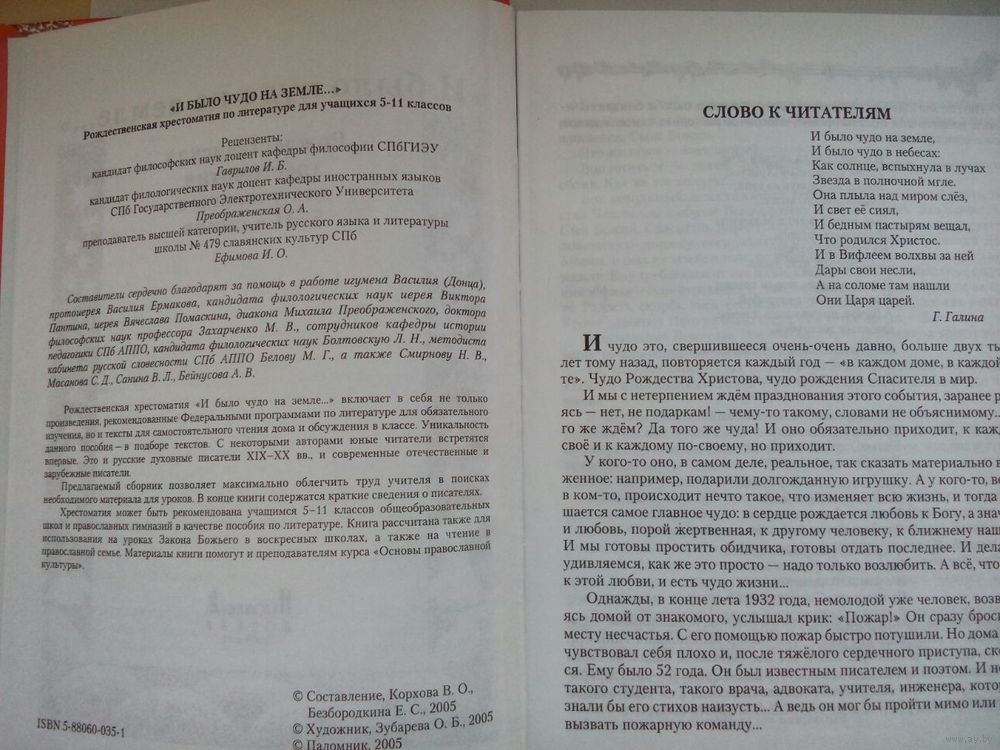 «И БЫЛО ЧУДО НА ЗЕМЛЕ...»
Рождественская хрестоматия по литературе для учащихся 5-11 классов
Рецензенты:
кандидат философских наук доцент кафедры философии СПбГИЭУ
Гаврилов И. Б.
кандидат филологических наук доцент кафедры иностранных языков
СПб Государственного Электротехнического Университета
Преображенская О. А.
преподаватель высшей категории, учитель русского языка и литературы
школы № 479 славянских культур СПб
Ефимова И. О.
Составители сердечно благодарят за помощь в работе игумена Василия (Донца),
протоиерея Василия Ермакова, кандидата филологических наук иерея Виктора
Пантина, иерея Вячеслава Помаскина, диакона Михаила Преображенского, доктора
философских наук профессора Захарченко М. В., сотрудников кафедры истории
педагогики СПб АППО, кандидата филологических наук Болтовскую Л. Н., методиста
кабинета русской словесности СПб АППО Белову М. Г., а также Смирнову Н. В.,
Масанова С. Д., Санина В. Л., Бейнусова А. В.
Рождественская хрестоматия «И было чудо на земле...» включает в себя не только
произведения, рекомендованные Федеральными программами по литературе для обязательного
изучения, но и тексты для самостоятельного чтения дома и обсуждения в классе. Уникальность
данного пособия – в подборе текстов. С некоторыми авторами юные читатели встретятся
впервые. Это и русские духовные писатели XIX–XX вв., и современные отечественные и
зарубежные писатели.
Предлагаемый сборник позволяет максимально облегчить труд учителя в поисках
необходимого материала для уроков. В конце книги содержатся краткие сведения о писателях.
Хрестоматия может быть рекомендована учащимся 5–11 классов общеобразовательных
школ и православных гимназий в качестве пособия по литературе. Книга рассчитана также для
использования на уроках Закона Божьего в воскресных школах, а также на чтение в
православной семье. Материалы книги помогут и преподавателям курса «Основы православной
культуры».
ISBN 5-88060-035-1
© Составление, Корхова В. О.,
Безбородкина Е. С., 2005
© Художник, Зубарева О. Б., 2005
© Паломник, 2005
СЛОВО К ЧИТАТЕЛЯМ
И было чудо на земле,
И было чудо в небесах:
Как солнце, вспыхнула в лучах
Звезда в полночной мгле.
Она плыла над миром слёз,
И свет её сиял,
И бедным пастырям вещал,
Что родился Христос.
И в Вифлеем волхвы за ней
Дары свои несли,
А на соломе там нашли
Они Царя царей.
Г. Галина
И чудо это, свершившееся очень-очень давно, больше двух ты
лет тому назад, повторяется каждый год — «в каждом доме, в каждой
те». Чудо Рождества Христова, чудо рождения Спасителя в мир.
И мы с нетерпением ждём празднования этого события, заранее р
ясь — нет, не подаркам! — чему-то такому, словами не объяснимому...
го же ждём? Да того же чуда! И оно обязательно приходит, к кажд
своё и к каждому по-своему, но приходит.
У кого-то оно, в самом деле, реальное, так сказать материально в
женное: например, подарили долгожданную игрушку. А у кого-то, во
в ком-то, происходит нечто такое, что изменяет всю жизнь, и тогда
шается самое главное чудо: в сердце рождается любовь к Богу, а знач
и любовь, порой жертвенная, к другому человеку, к ближнему наш
И мы готовы простить обидчика, готовы отдать последнее. И дела
удивляемся, как же это просто — надо только возлюбить. А всё, что
к этой любви, и есть чудо жизни...
Однажды, в конце лета 1932 года, немолодой уже человек, возв
ясь домой от знакомого, услышал крик: «Пожар!» Он сразу броси
месту несчастья. С его помощью пожар быстро потушили. Но дома
чувствовал себя плохо и, после тяжёлого сердечного приступа, ско
ся. Ему было 52 года. Он был известным писателем и поэтом. И не
такого студента, такого врача, адвоката, учителя, инженера, котор
знали бы его стихов наизусть... А ведь он мог бы пройти мимо или
вызвать пожарную команду...
www.ay.by